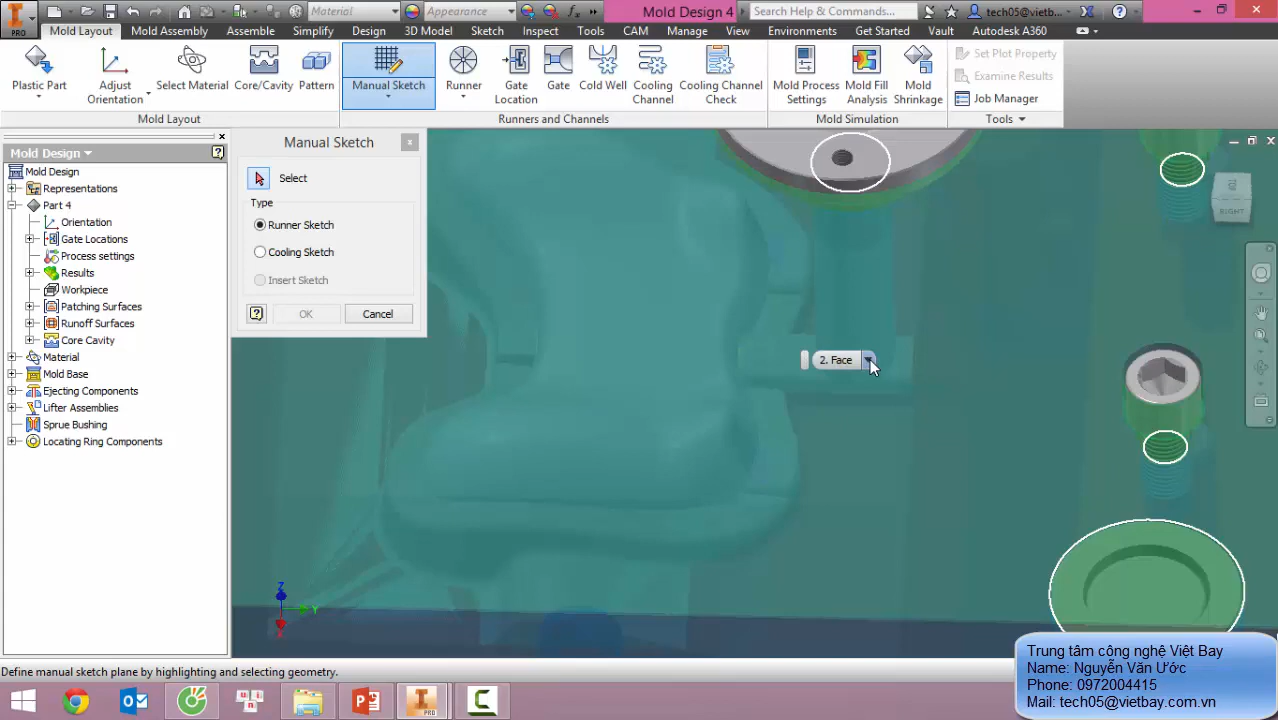 Material
Appearance
Mold Design 4
Search Help & Commands...
tech05@vietb...
PRO
Mold Layout
Mold Assembly
Assemble
Simplify
Design
3D Model
Sketch
Inspect
Tools
CAM
Manage
View
Environments
Get Started
Vault
Autodesk A360
Plastic Part
Adjust Orientation
Select Material
Core/Cavity
Pattern
Manual Sketch
Runner
Gate Location
Gate
Cold Well
Cooling Channel
Cooling Channel Check
Mold Process Settings
Mold Fill Analysis
Mold Shrinkage
Set Plot Property
Examine Results
Job Manager
Mold Layout
Runners and Channels
Mold Simulation
Tools
Mold Design
Mold Design
Representations
Part 4
Orientation
Gate Locations
Process settings
Results
Workpiece
Patching Surfaces
Runoff Surfaces
Core Cavity
Material
Mold Base
Ejecting Components
Lifter Assemblies
Sprue Bushing
Locating Ring Components
Manual Sketch
Select
Type
Runner Sketch
Cooling Sketch
Insert Sketch
OK
Cancel
2. Face
RIGHT
Z
Y
Define manual sketch plane by highlighting and selecting geometry.
Trung tâm công nghệ Việt Bay
Name: Nguyễn Văn Ước
Phone: 0972004415
Mail: tech05@vietbay.com.vn
PRO